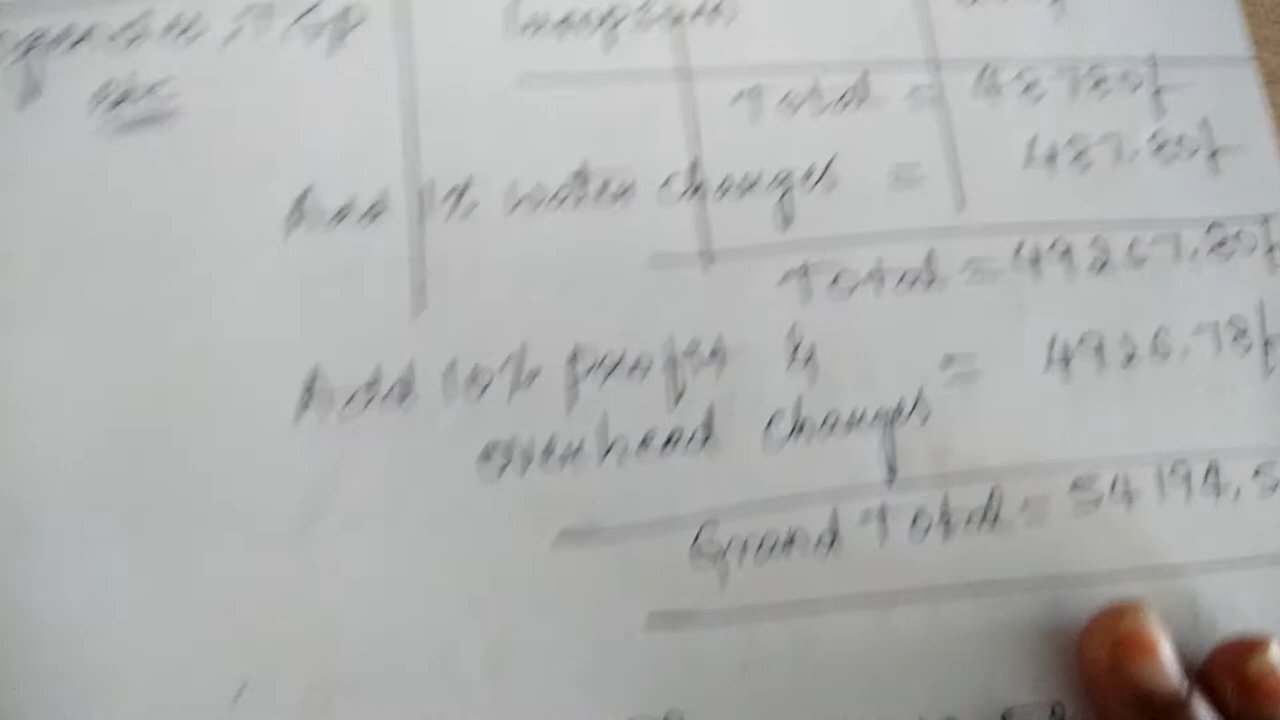 Total = 48780/-
Add 1% water charges = 487.80/-
Total = 49267.80/-
Add 10% profit &
overhead charges = 4926.78/-
Grand Total = 54194.5